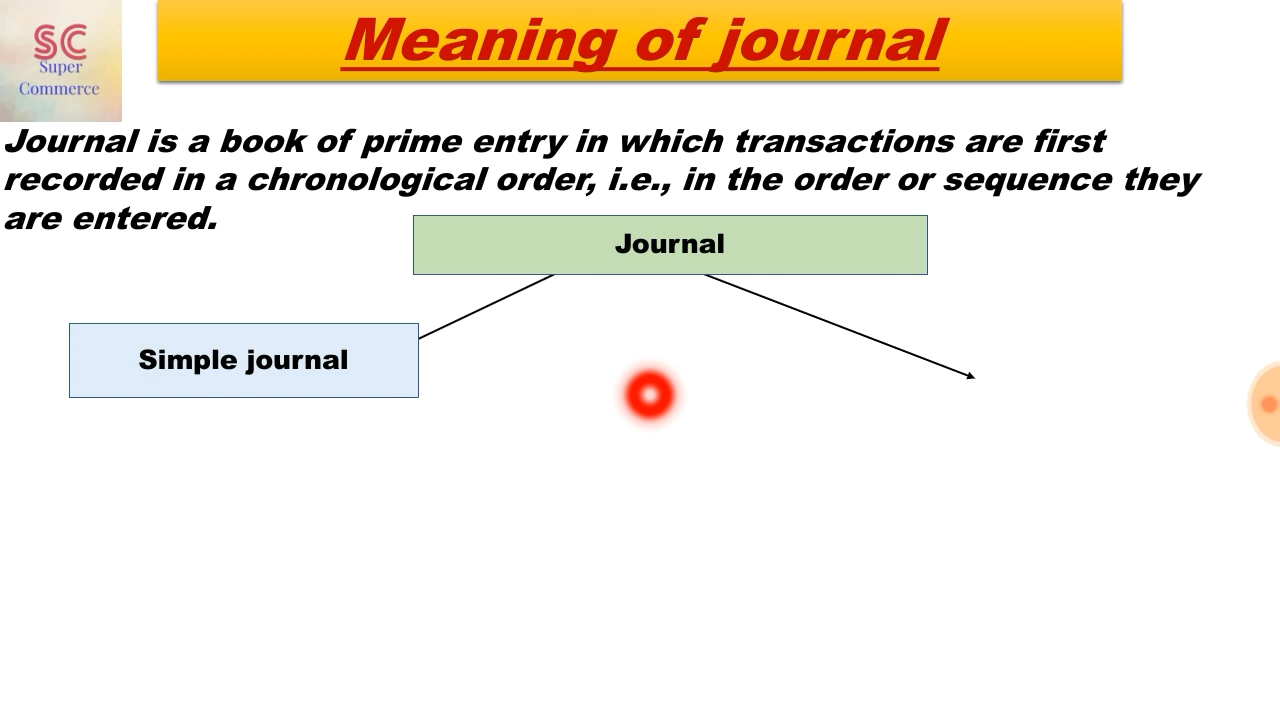 Meaning of journal
SC
Super
Commerce
Journal is a book of prime entry in which transactions are first
recorded in a chronological order, i.e., in the order or sequence they
are entered.
Journal
Simple journal